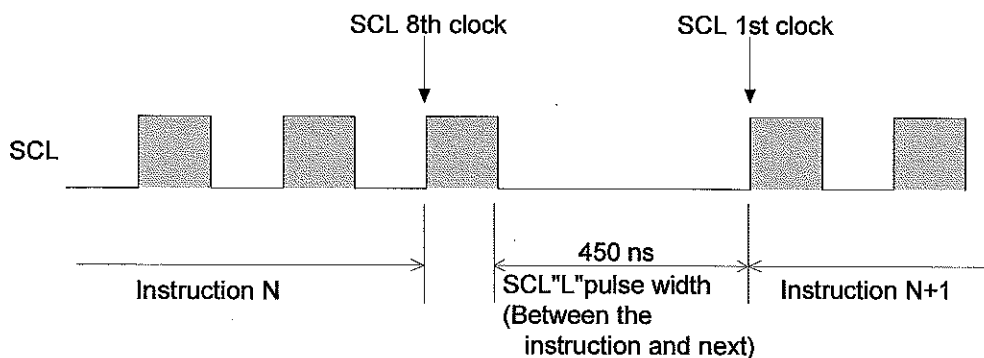 SCL 8th clock
SCL 1st clock
SCL
450 ns
Instruction N
SCL"L"pulse width
(Between the
instruction and next)
Instruction N+1